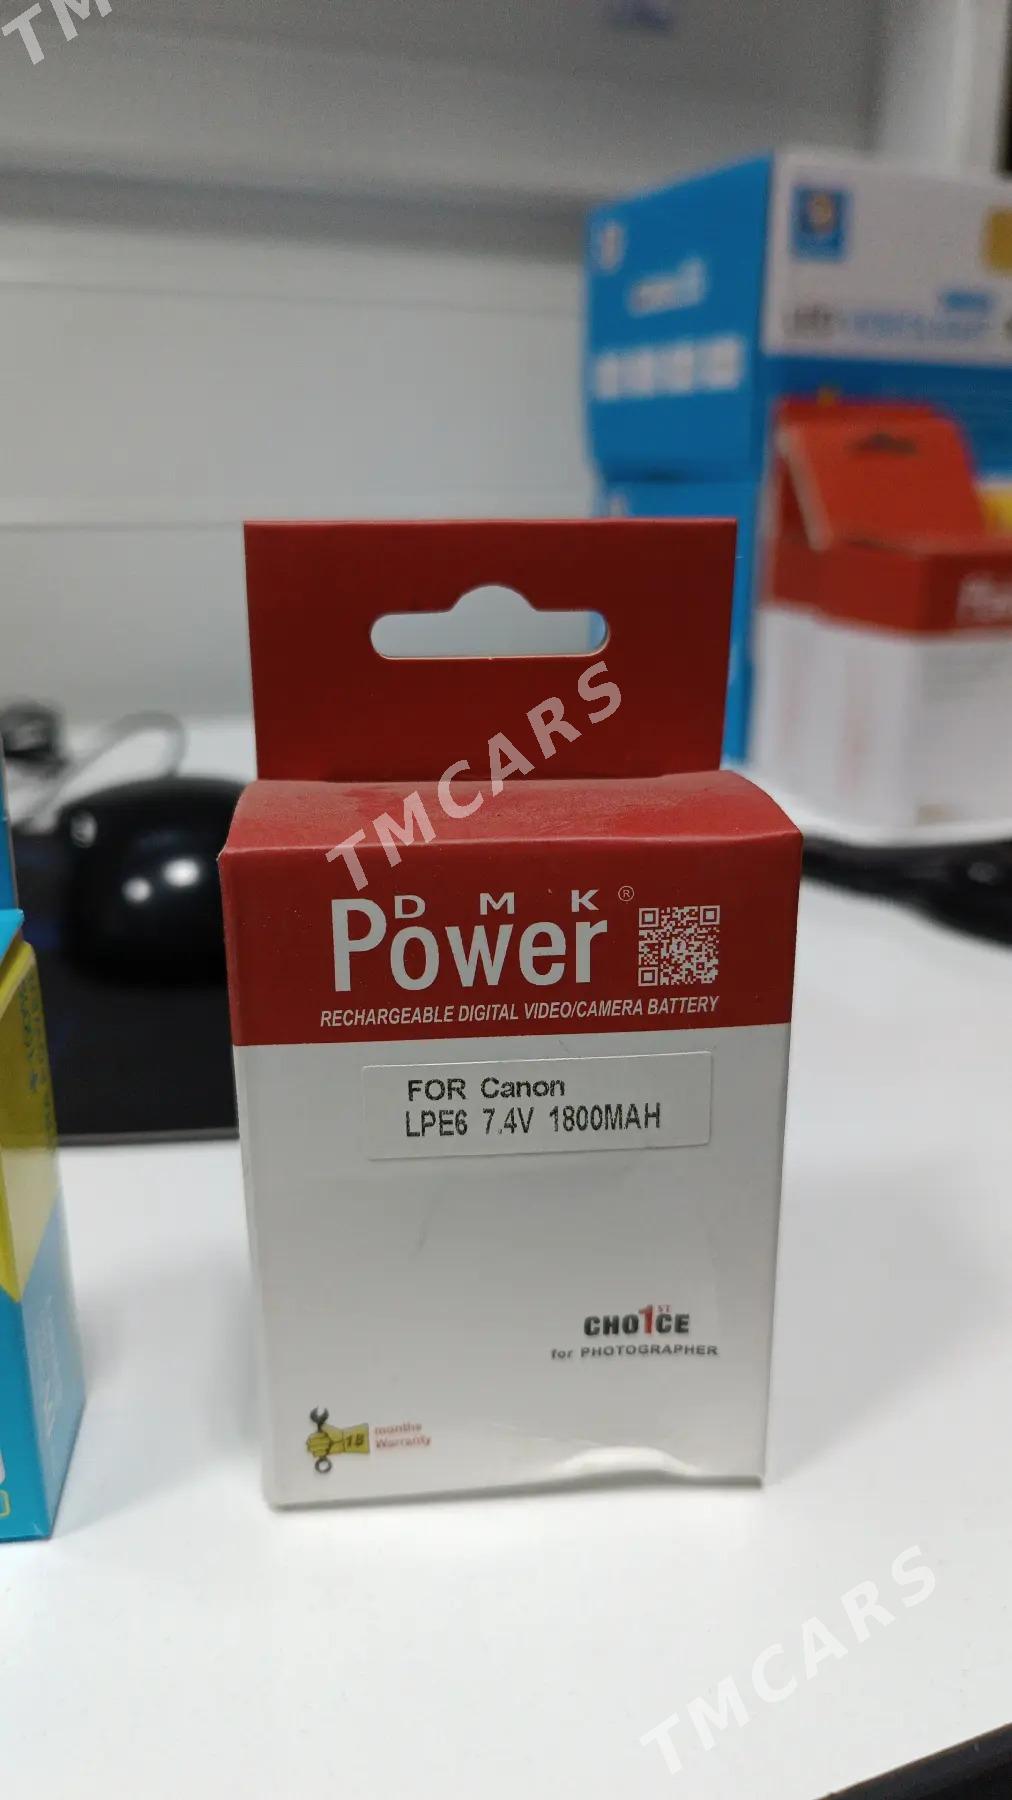 TM
TMCARS
D M K ®
Power
RECHARGEABLE DIGITAL VIDEO/CAMERA BATTERY
FOR Canon
LPE6 7.4V 1800MAH
CHO1CE
ST
for PHOTOGRAPHER
18 months
Warranty
TMCARS